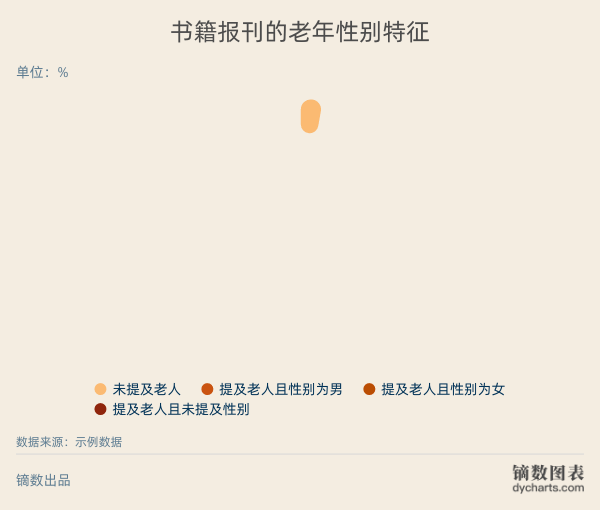 书籍报刊的老年性别特征
单位：%
未提及老人 提及老人且性别为男 提及老人且性别为女
提及老人且未提及性别
数据来源：示例数据
镝数出品
镝数图表
dycharts.com